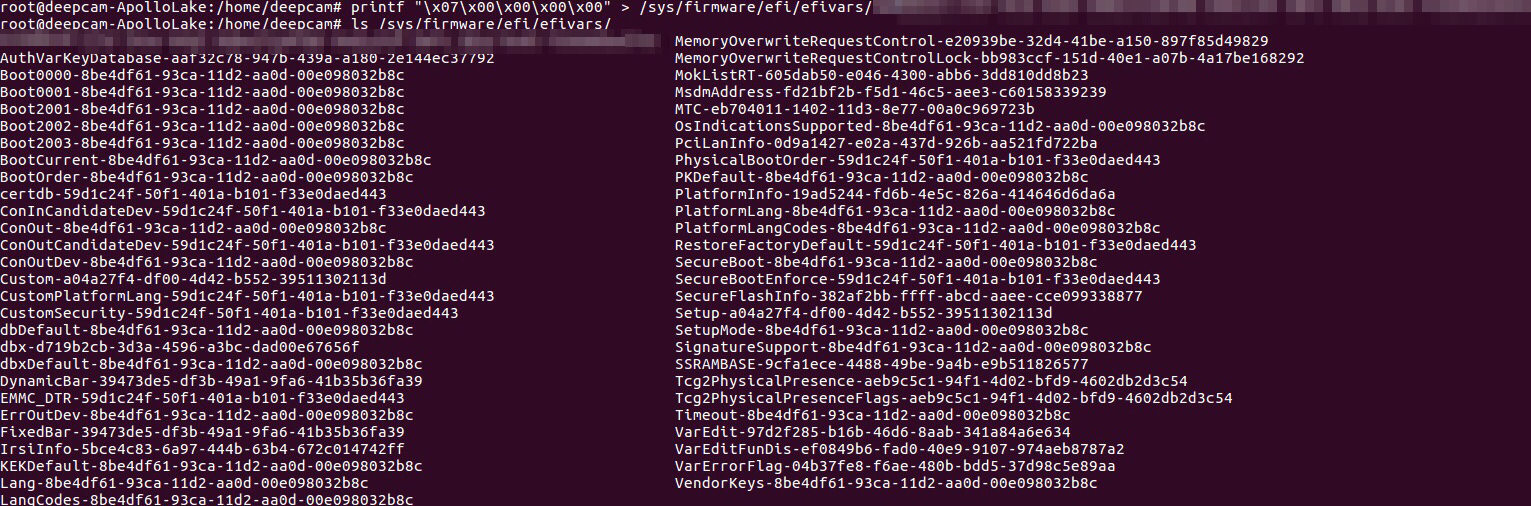 root@deepcam-ApolloLake:/home/deepcam# printf "\x07\x00\x00\x00\x00" > /sys/firmware/efi/efivars/
root@deepcam-ApolloLake:/home/deepcam# ls /sys/firmware/efi/efivars/
MemoryOverwriteRequestControl-e20939be-32d4-41be-a150-897f85d49829
AuthVarKeyDatabase-aaf32c78-947b-439a-a180-2e144ec37792 MemoryOverwriteRequestControlLock-bb983ccf-151d-40e1-a07b-4a17be168292
Boot0000-8be4df61-93ca-11d2-aa0d-00e098032b8c MokListRT-605dab50-e046-4300-abb6-3dd810dd8b23
Boot0001-8be4df61-93ca-11d2-aa0d-00e098032b8c MsdmAddress-fd21bf2b-f5d1-46c5-aee3-c60158339239
Boot2001-8be4df61-93ca-11d2-aa0d-00e098032b8c MTC-eb704011-1402-11d3-8e77-00a0c969723b
Boot2002-8be4df61-93ca-11d2-aa0d-00e098032b8c OsIndicationsSupported-8be4df61-93ca-11d2-aa0d-00e098032b8c
Boot2003-8be4df61-93ca-11d2-aa0d-00e098032b8c PciLanInfo-0d9a1427-e02a-437d-926b-aa521fd722ba
BootCurrent-8be4df61-93ca-11d2-aa0d-00e098032b8c PhysicalBootOrder-59d1c24f-50f1-401a-b101-f33e0daed443
BootOrder-8be4df61-93ca-11d2-aa0d-00e098032b8c PKDefault-8be4df61-93ca-11d2-aa0d-00e098032b8c
certdb-59d1c24f-50f1-401a-b101-f33e0daed443 PlatformInfo-19ad5244-fd6b-4e5c-826a-414646d6da6a
ConInCandidateDev-59d1c24f-50f1-401a-b101-f33e0daed443 PlatformLang-8be4df61-93ca-11d2-aa0d-00e098032b8c
ConOut-8be4df61-93ca-11d2-aa0d-00e098032b8c PlatformLangCodes-8be4df61-93ca-11d2-aa0d-00e098032b8c
ConOutCandidateDev-59d1c24f-50f1-401a-b101-f33e0daed443 RestoreFactoryDefault-59d1c24f-50f1-401a-b101-f33e0daed443
ConOutDev-8be4df61-93ca-11d2-aa0d-00e098032b8c SecureBoot-8be4df61-93ca-11d2-aa0d-00e098032b8c
Custom-a04a27f4-df00-4d42-b552-39511302113d SecureBootEnforce-59d1c24f-50f1-401a-b101-f33e0daed443
CustomPlatformLang-59d1c24f-50f1-401a-b101-f33e0daed443 SecureFlashInfo-382af2bb-ffff-abcd-aaee-cce099338877
CustomSecurity-59d1c24f-50f1-401a-b101-f33e0daed443 Setup-a04a27f4-df00-4d42-b552-39511302113d
dbDefault-8be4df61-93ca-11d2-aa0d-00e098032b8c SetupMode-8be4df61-93ca-11d2-aa0d-00e098032b8c
dbx-d719b2cb-3d3a-4596-a3bc-dad00e67656f SignatureSupport-8be4df61-93ca-11d2-aa0d-00e098032b8c
dbxDefault-8be4df61-93ca-11d2-aa0d-00e098032b8c SSRAMBASE-9cfa1ece-4488-49be-9a4b-e9b511826577
DynamicBar-39473de5-df3b-49a1-9fa6-41b35b36fa39 Tcg2PhysicalPresence-aeb9c5c1-94f1-4d02-bfd9-4602db2d3c54
EMMC_DTR-59d1c24f-50f1-401a-b101-f33e0daed443 Tcg2PhysicalPresenceFlags-aeb9c5c1-94f1-4d02-bfd9-4602db2d3c54
ErrOutDev-8be4df61-93ca-11d2-aa0d-00e098032b8c Timeout-8be4df61-93ca-11d2-aa0d-00e098032b8c
FixedBar-39473de5-df3b-49a1-9fa6-41b35b36fa39 VarEdit-97d2f285-b16b-46d6-8aab-341a84a6e634
IrsiInfo-5bce4c83-6a97-444b-63b4-672c014742ff VarEditFunDis-ef0849b6-fad0-40e9-9107-974aeb8787a2
KEKDefault-8be4df61-93ca-11d2-aa0d-00e098032b8c VarErrorFlag-04b37fe8-f6ae-480b-bdd5-37d98c5e89aa
Lang-8be4df61-93ca-11d2-aa0d-00e098032b8c VendorKeys-8be4df61-93ca-11d2-aa0d-00e098032b8c
LangCodes-8be4df61-93ca-11d2-aa0d-00e098032b8c